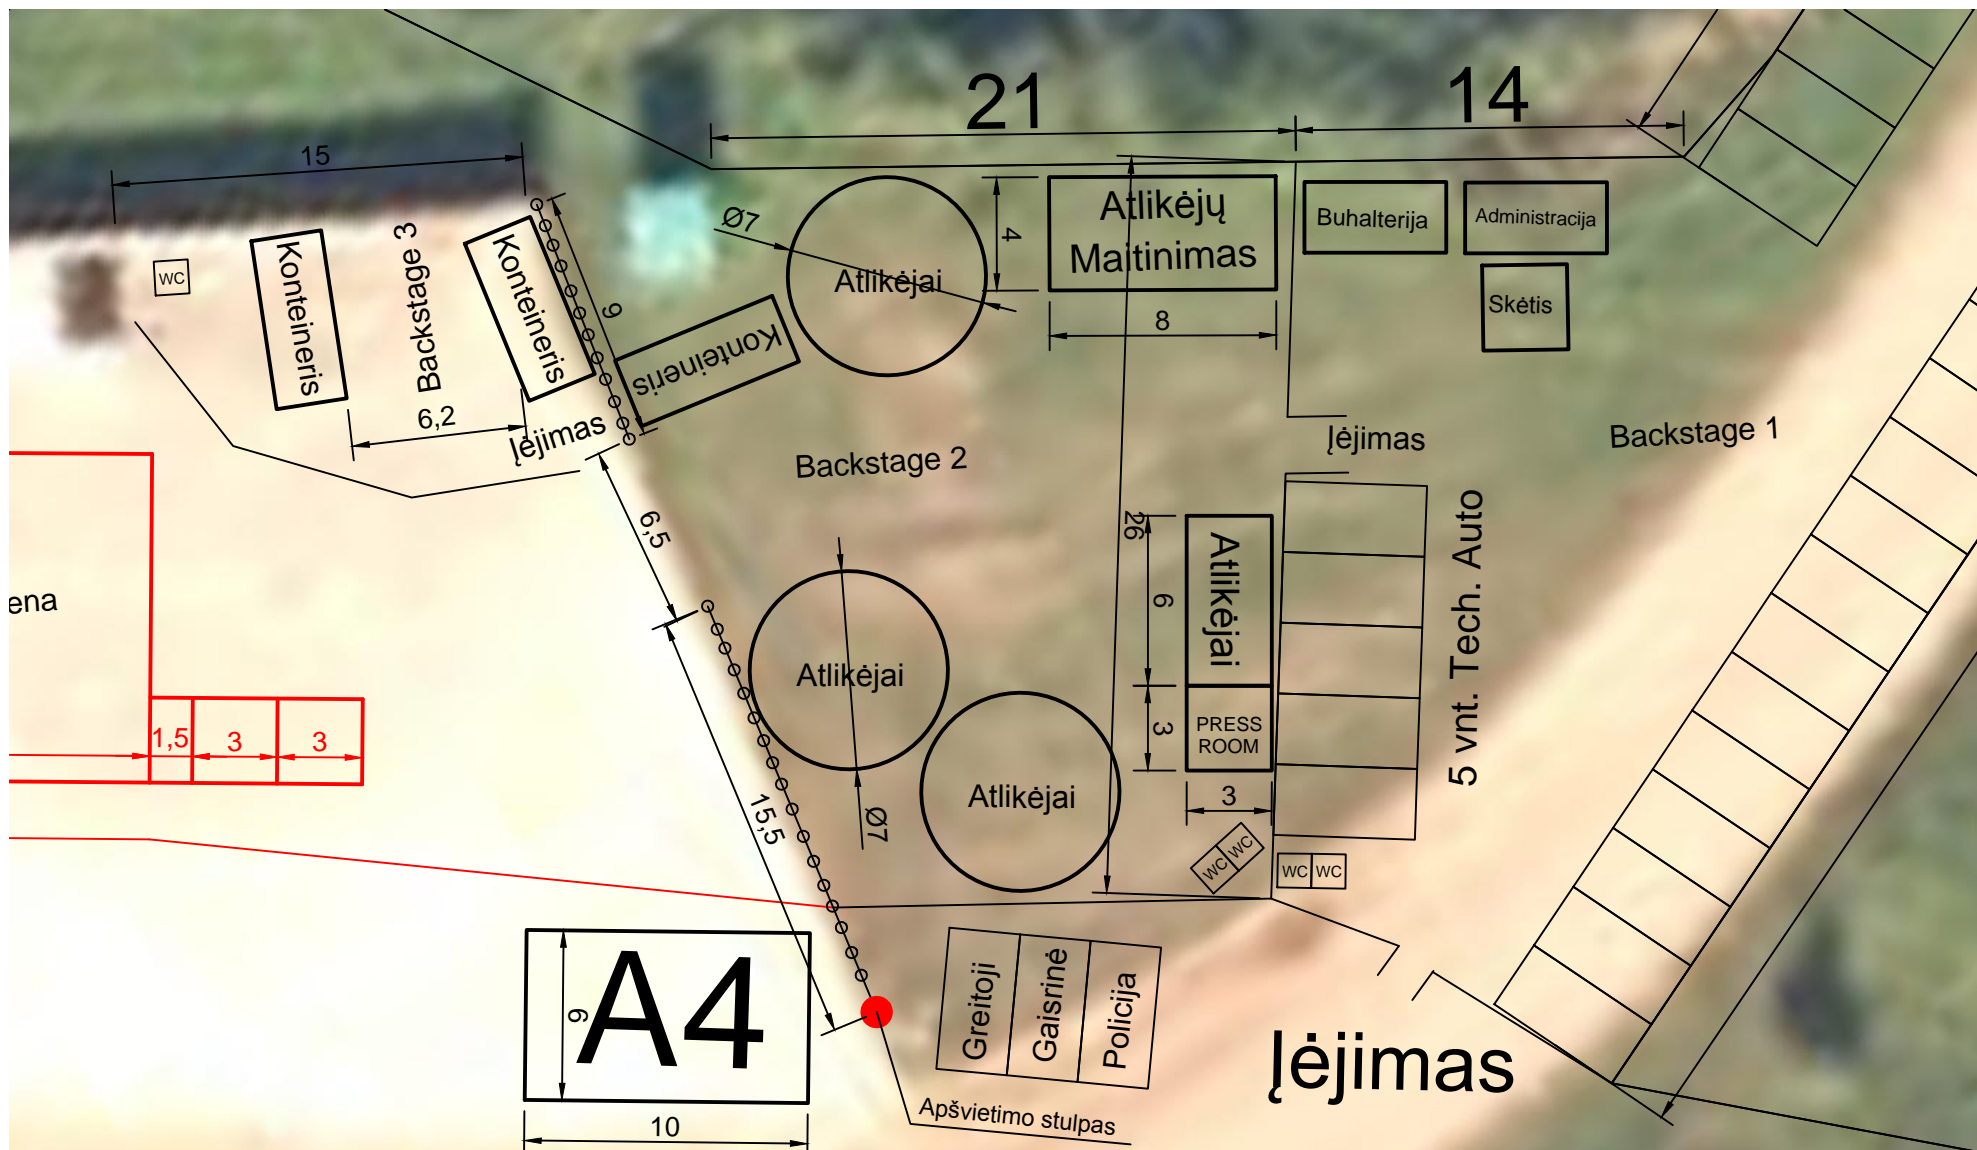 21
14
15
Ø7
4
Atlikėjų
Maitinimas
8
Buhalterija
Administracija
Skėtis
Atlikėjai
WC
Konteineris
Backstage 3
Konteineris
9
Konteineris
6,2
Įėjimas
Backstage 2
Įėjimas
Backstage 1
6,5
26
Atlikėjai
6
5 vnt. Tech. Auto
ena
Atlikėjai
Ø7
1,5
3
3
3
PRESS
ROOM
3
Atlikėjai
15,5
WC
WC
WC
WC
A4
6
10
Greitoji
Gaisrinė
Policija
Įėjimas
Apšvietimo stulpas